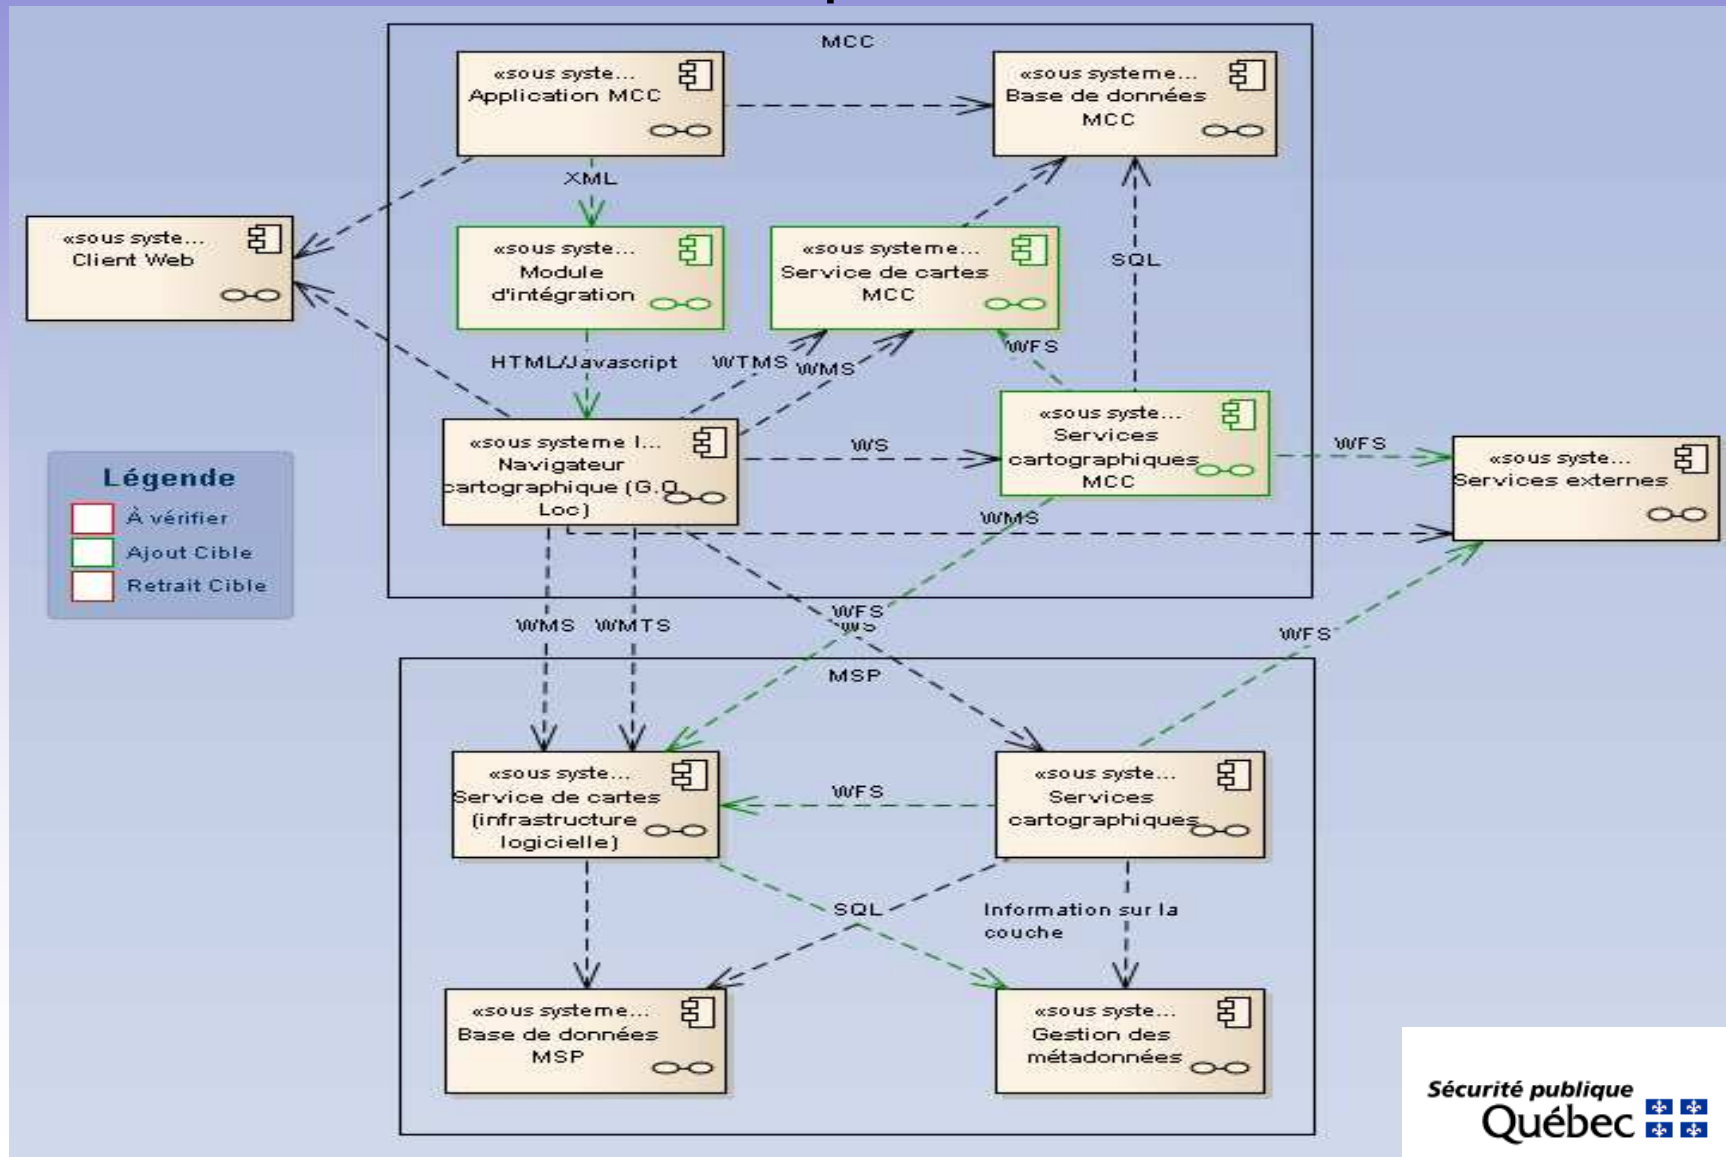 MCC
«sous syste...
Application MCC
«sous systeme...
Base de données
MCC
XML
«sous syste...
Client Web
«sous syste...
Module
d'intégration
«sous systeme...
Service de cartes
MCC
SQL
HTML/Javascript
WTMS
WMS
WFS
«sous systeme I...
Navigateur
cartographique (G.O.
Loc)
WS
«sous syste...
Services
cartographiques
MCC
WFS
«sous syste...
Services externes
WMS
Légende
À vérifier
Ajout Cible
Retrait Cible
WMS
WMTS
WFS
WS
WFS
MSP
«sous syste...
Service de cartes
(infrastructure
logicielle)
WFS
«sous syste...
Services
cartographiques
SQL
Information sur la
couche
«sous systeme...
Base de données
MSP
«sous syste...
Gestion des
métadonnées
Sécurité publique
Québec